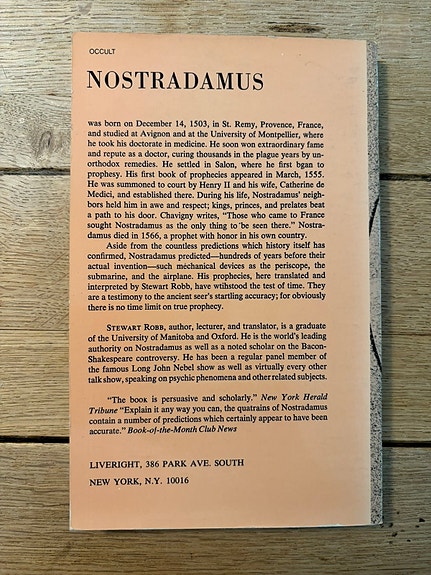 OCCULT
NOSTRADAMUS
was born on December 14, 1503, in St. Remy, Provence, France,
and studied at Avignon and at the University of Montpellier, where
he took his doctorate in medicine. He soon won extraordinary fame
and repute as a doctor, curing thousands in the plague years by un-
orthodox remedies. He settled in Salon, where he first bgan to
prophesy. His first book of prophecies appeared in March, 1555.
He was summoned to court by Henry II and his wife, Catherine de
Medici, and established there. During his life, Nostradamus' neigh-
bors held him in awe and respect; kings, princes, and prelates beat
a path to his door. Chavigny writes, "Those who came to France
sought Nostradamus as the only thing to be seen there." Nostra-
damus died in 1566, a prophet with honor in his own country.
Aside from the countless predictions which history itself has
confirmed, Nostradamus predicted—hundreds of years before their
actual invention—such mechanical devices as the periscope, the
submarine, and the airplane. His prophecies, here translated and
interpreted by Stewart Robb, have wtihstood the test of time. They
are a testimony to the ancient seer's startling accuracy; for obviously
there is no time limit on true prophecy.
STEWART ROBB, author, lecturer, and translator, is a graduate
of the University of Manitoba and Oxford. He is the world's leading
authority on Nostradamus as well as a noted scholar on the Bacon-
Shakespeare controversy. He has been a regular panel member of
the famous Long John Nebel show as well as virtually every other
talk show, speaking on psychic phenomena and other related subjects.
"The book is persuasive and scholarly." New York Herald
Tribune "Explain it any way you can, the quatrains of Nostradamus
contain a number of predictions which certainly appear to have been
accurate." Book-of-the-Month Club News
LIVERIGHT, 386 PARK AVE. SOUTH
NEW YORK, N.Y. 10016